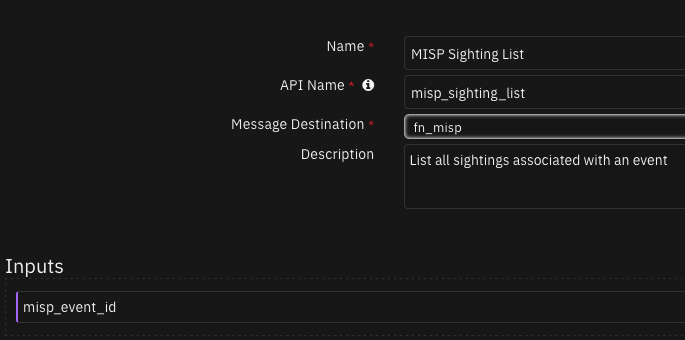 Name * MISP Sighting List
API Name * misp_sighting_list
Message Destination * fn_misp
Description List all sightings associated with an event
Inputs
misp_event_id